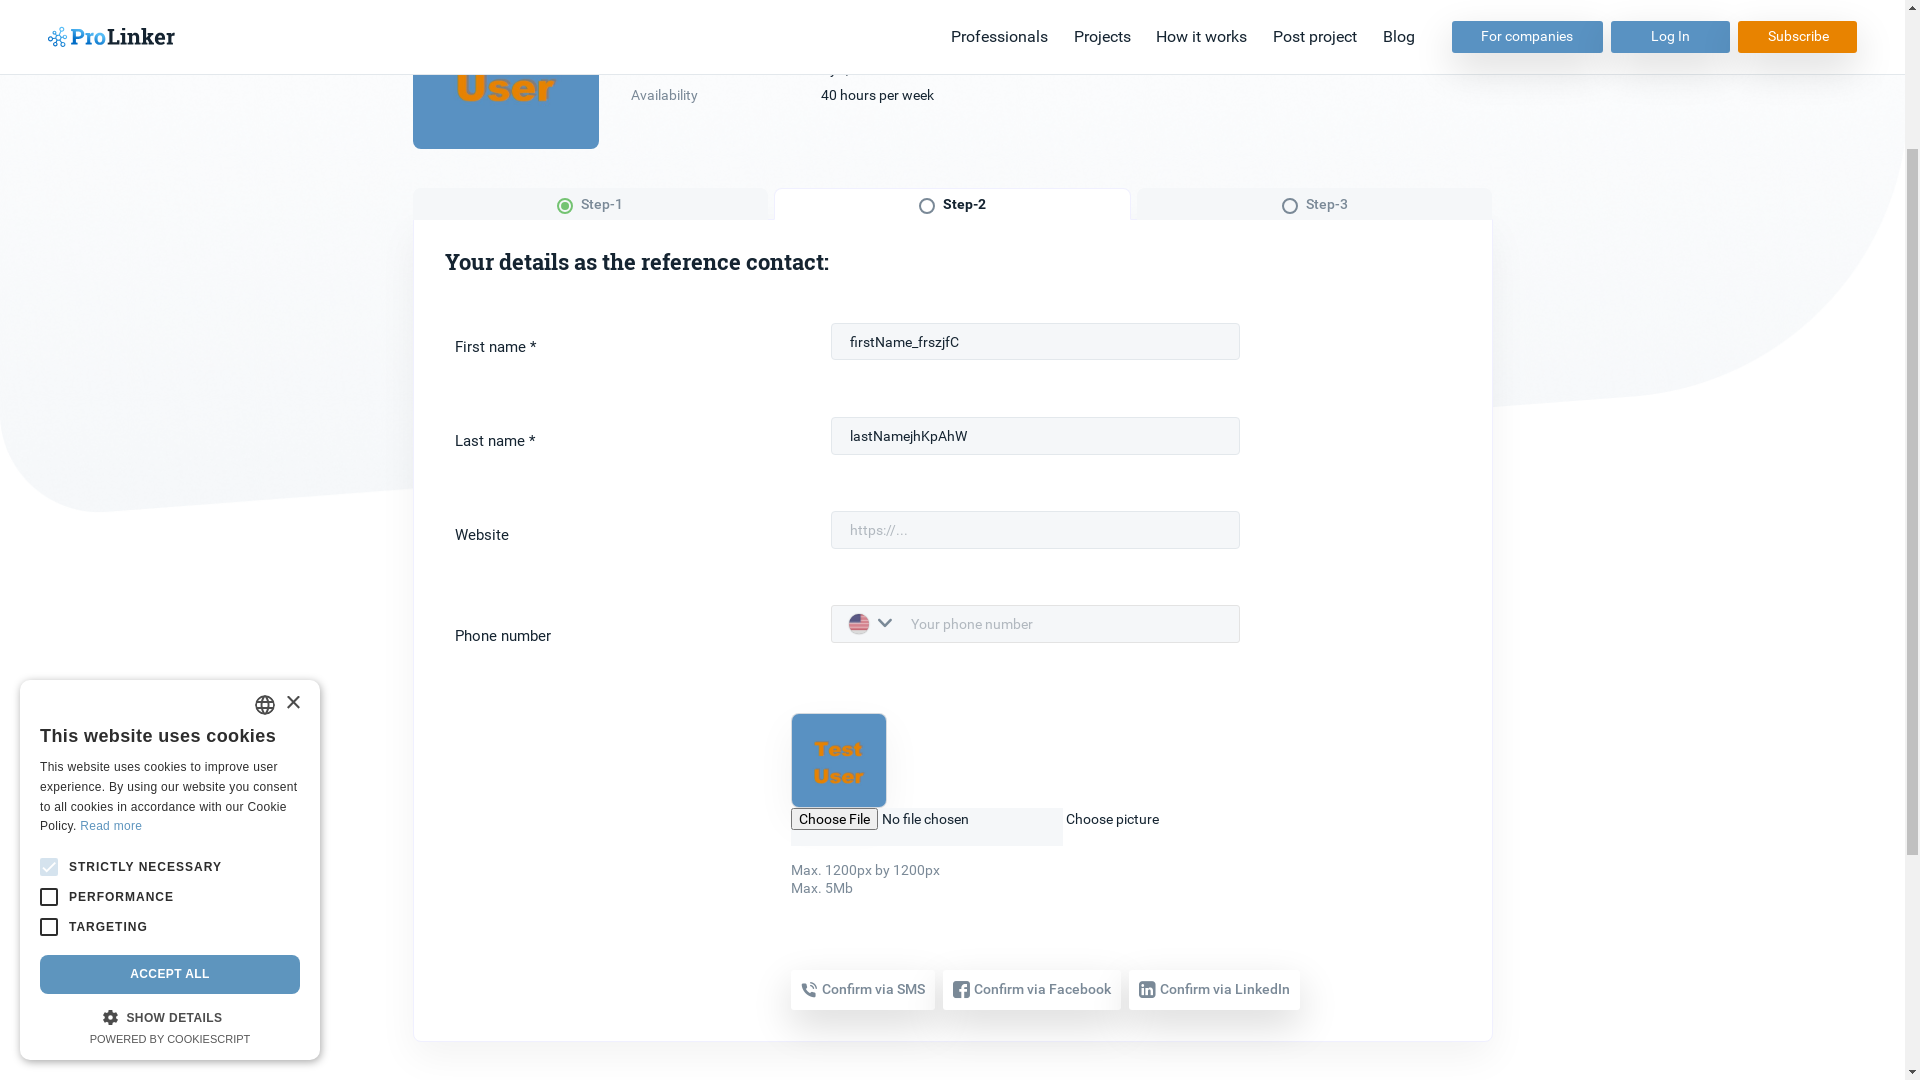 ProLinker
Professionals
Projects
How it works
Post project
Blog
For companies
Log In
Subscribe
User
Availability
40 hours per week
Step-1
Step-2
Step-3
Your details as the reference contact:
First name *
firstName_frszjfC
Last name *
lastNamejhKpAhW
Website
https://...
Phone number
Your phone number
Test
User
Choose File No file chosen
Choose picture
Max. 1200px by 1200px
Max. 5Mb
Confirm via SMS
Confirm via Facebook
Confirm via LinkedIn
×
This website uses cookies
This website uses cookies to improve user
experience. By using our website you consent
to all cookies in accordance with our Cookie
Policy. Read more
STRICTLY NECESSARY
PERFORMANCE
TARGETING
ACCEPT ALL
SHOW DETAILS
POWERED BY COOKIESCRIPT